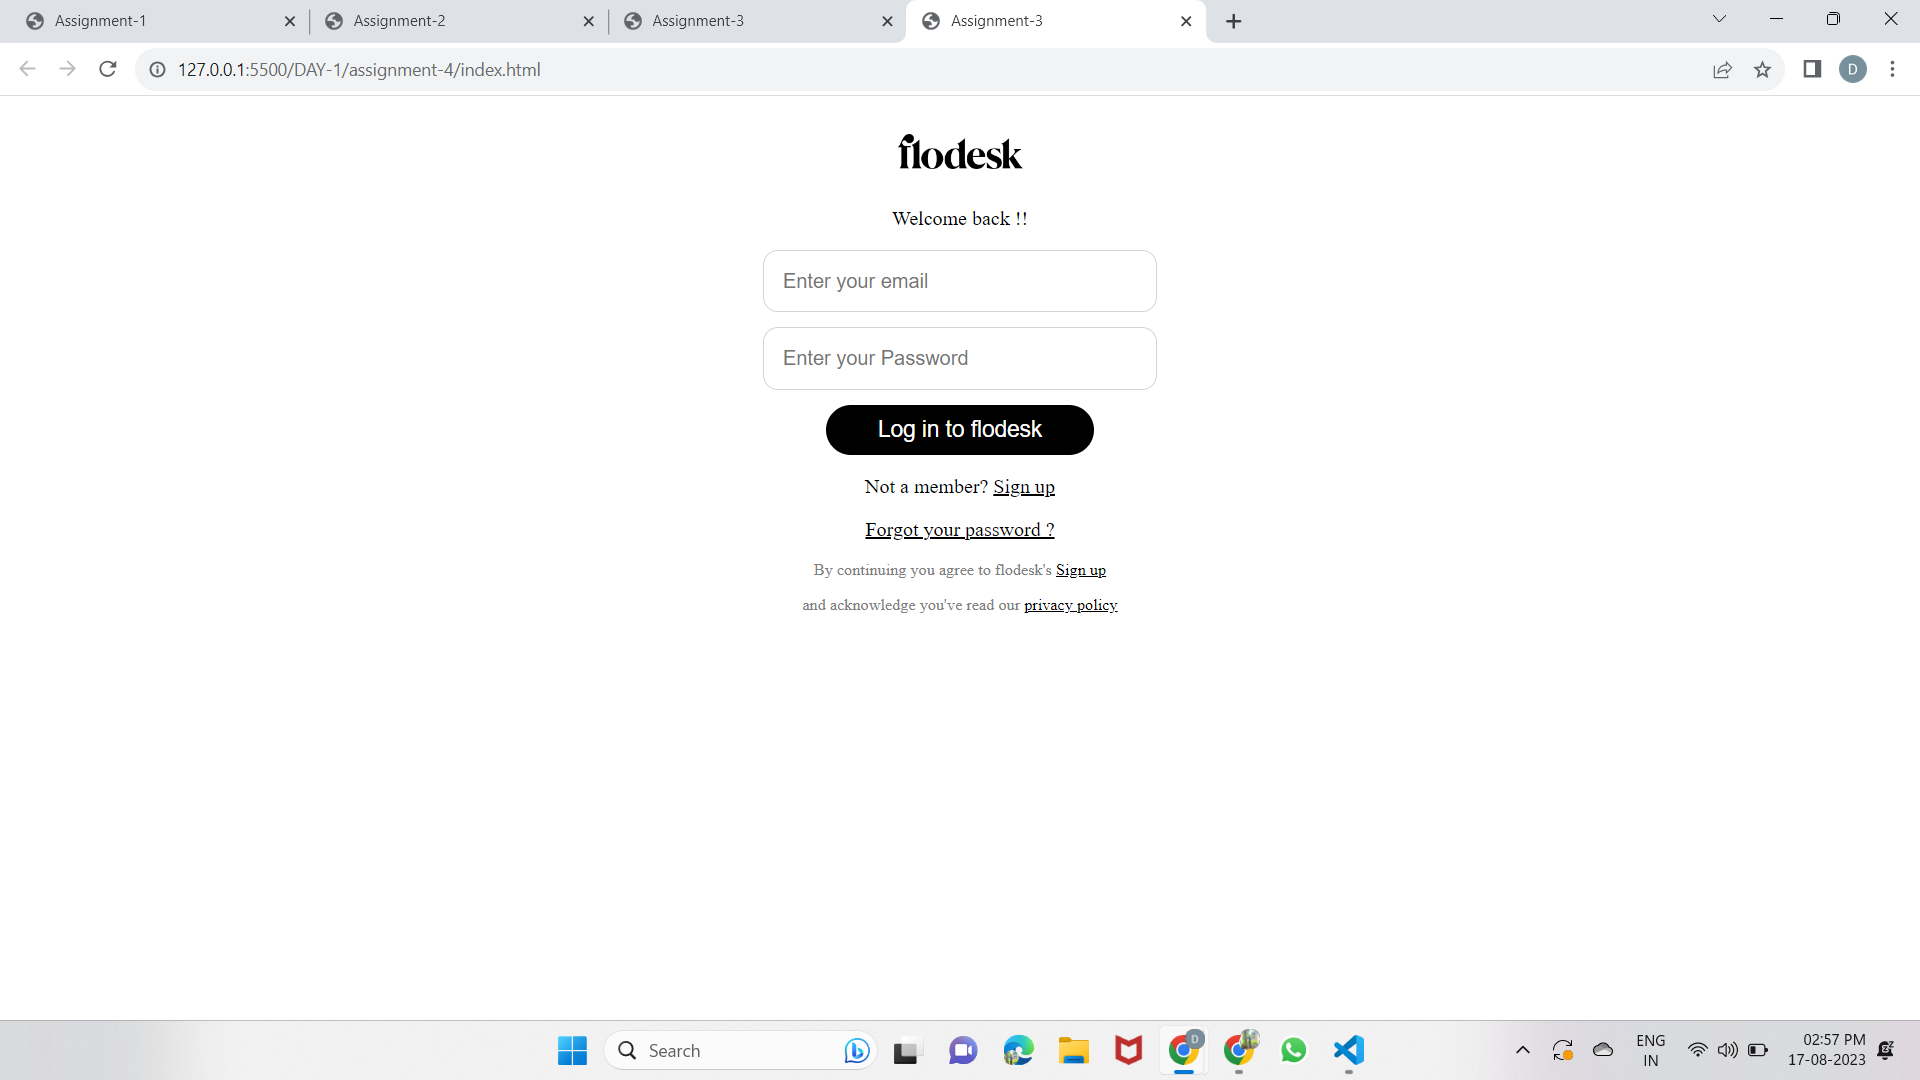 Assignment-1
Assignment-2
Assignment-3
Assignment-3
127.0.0.1:5500/DAY-1/assignment-4/index.html
D
flodesk
Welcome back !!
Enter your email
Enter your Password
Log in to flodesk
Not a member? Sign up
Forgot your password ?
By continuing you agree to flodesk's Sign up
and acknowledge you've read our privacy policy
Search
D
ENG
IN
02:57 PM
17-08-2023